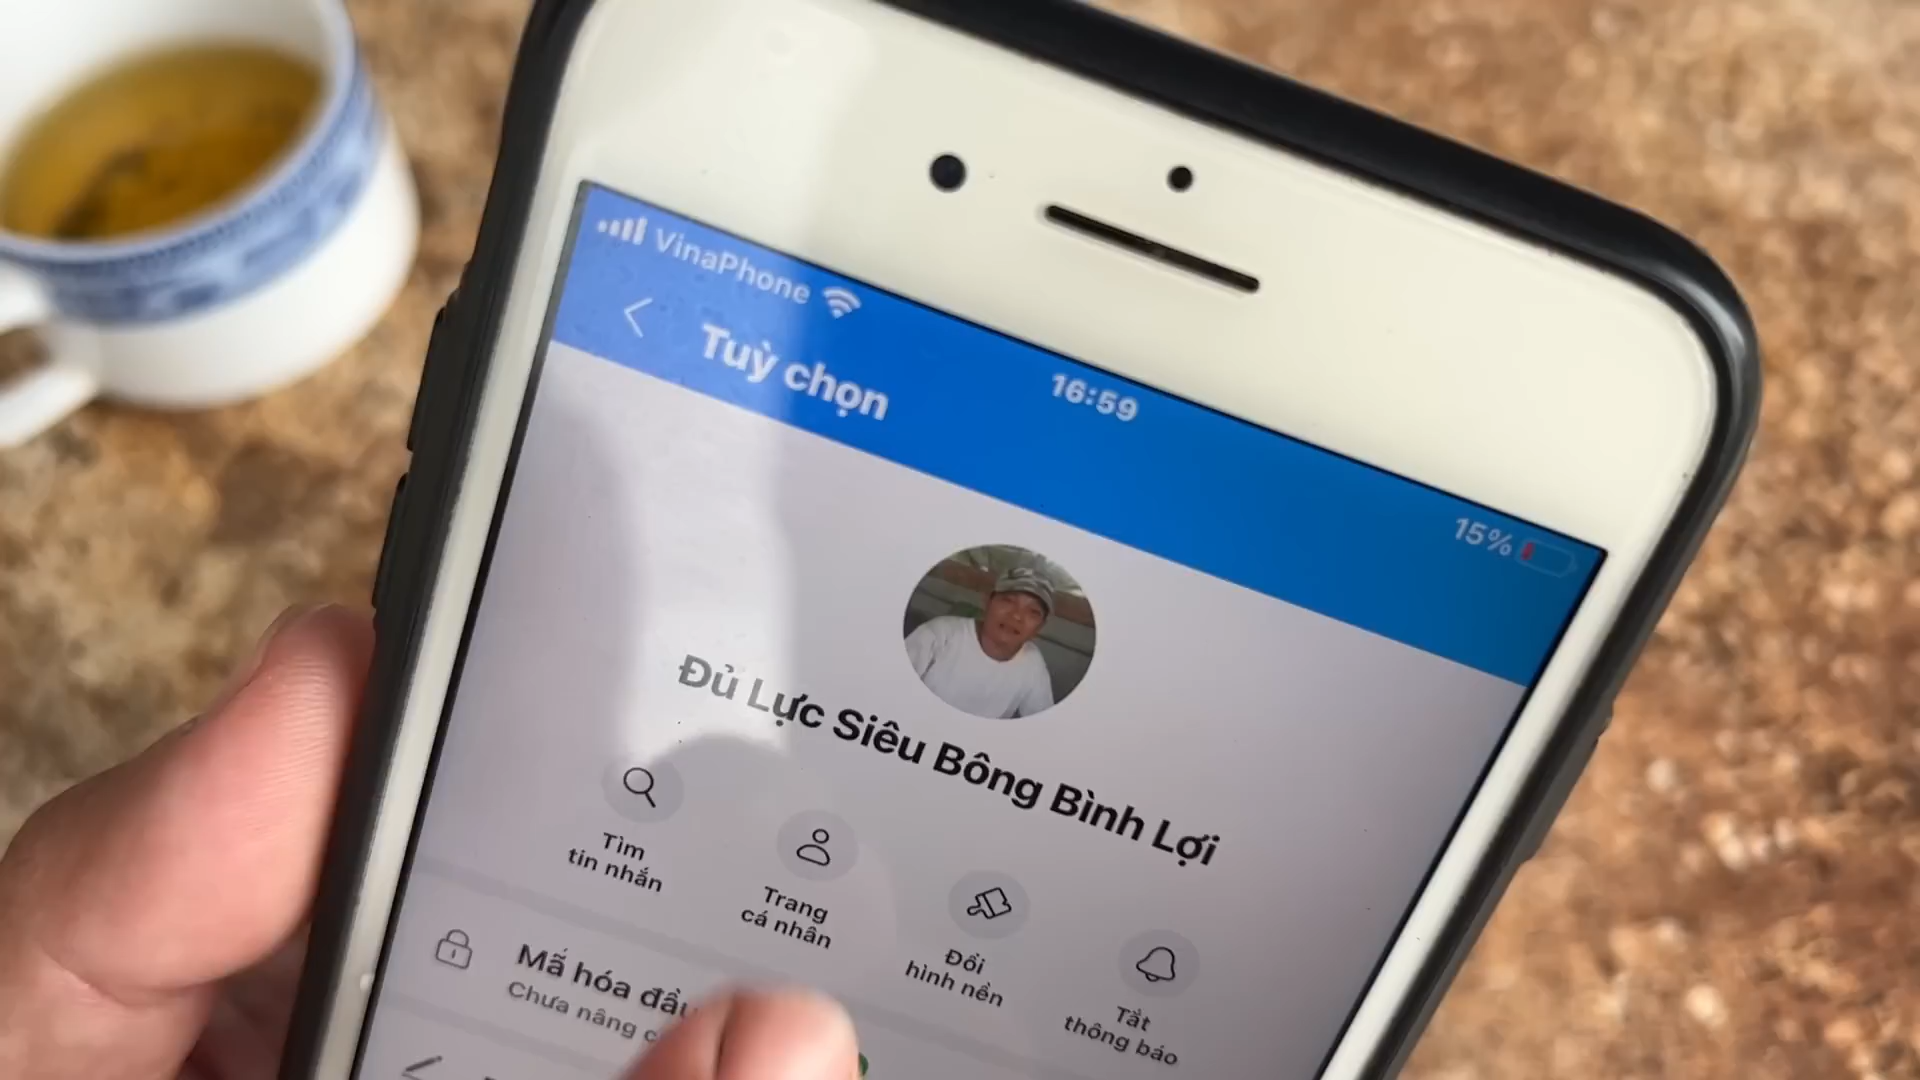 VinaPhone
16:59
15%
Tuỳ chọn
Đủ Lực Siêu Bông Bình Lợi
Tìm
tin nhắn
Trang
cá nhân
Đổi
hình nền
Tắt
thông báo
Mã hóa đầu
Chưa nâng